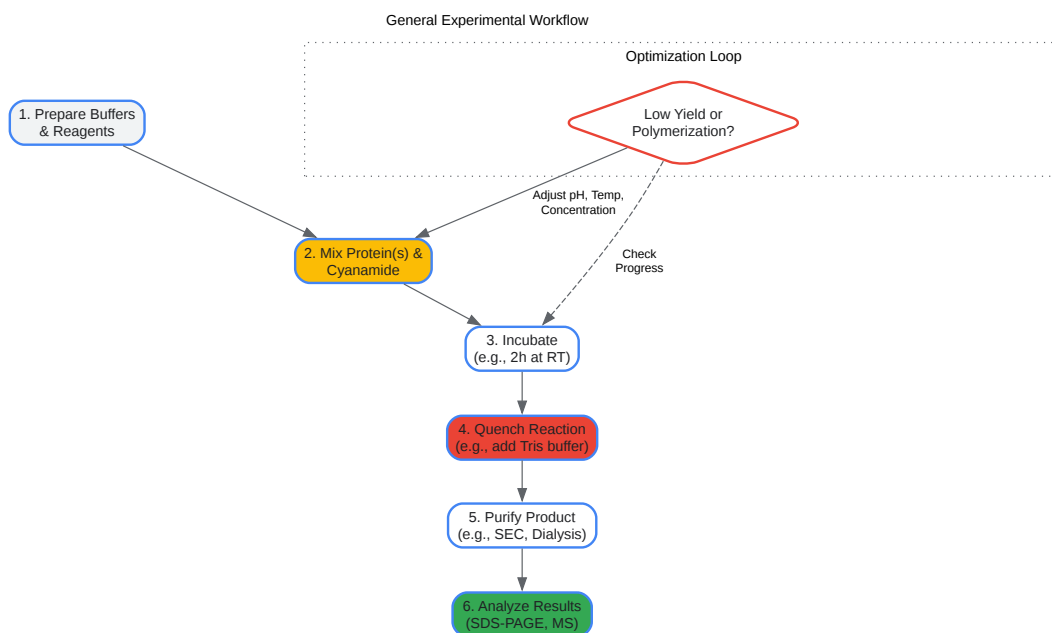 General Experimental Workflow
Optimization Loop
Low Yield or
Polymerization?
1. Prepare Buffers
& Reagents
Adjust pH, Temp,
Concentration
2. Mix Protein(s) &
Cyanamide
Check
Progress
3. Incubate
(e.g., 2h at RT)
4. Quench Reaction
(e.g., add Tris buffer)
5. Purify Product
(e.g., SEC, Dialysis)
6. Analyze Results
(SDS-PAGE, MS)